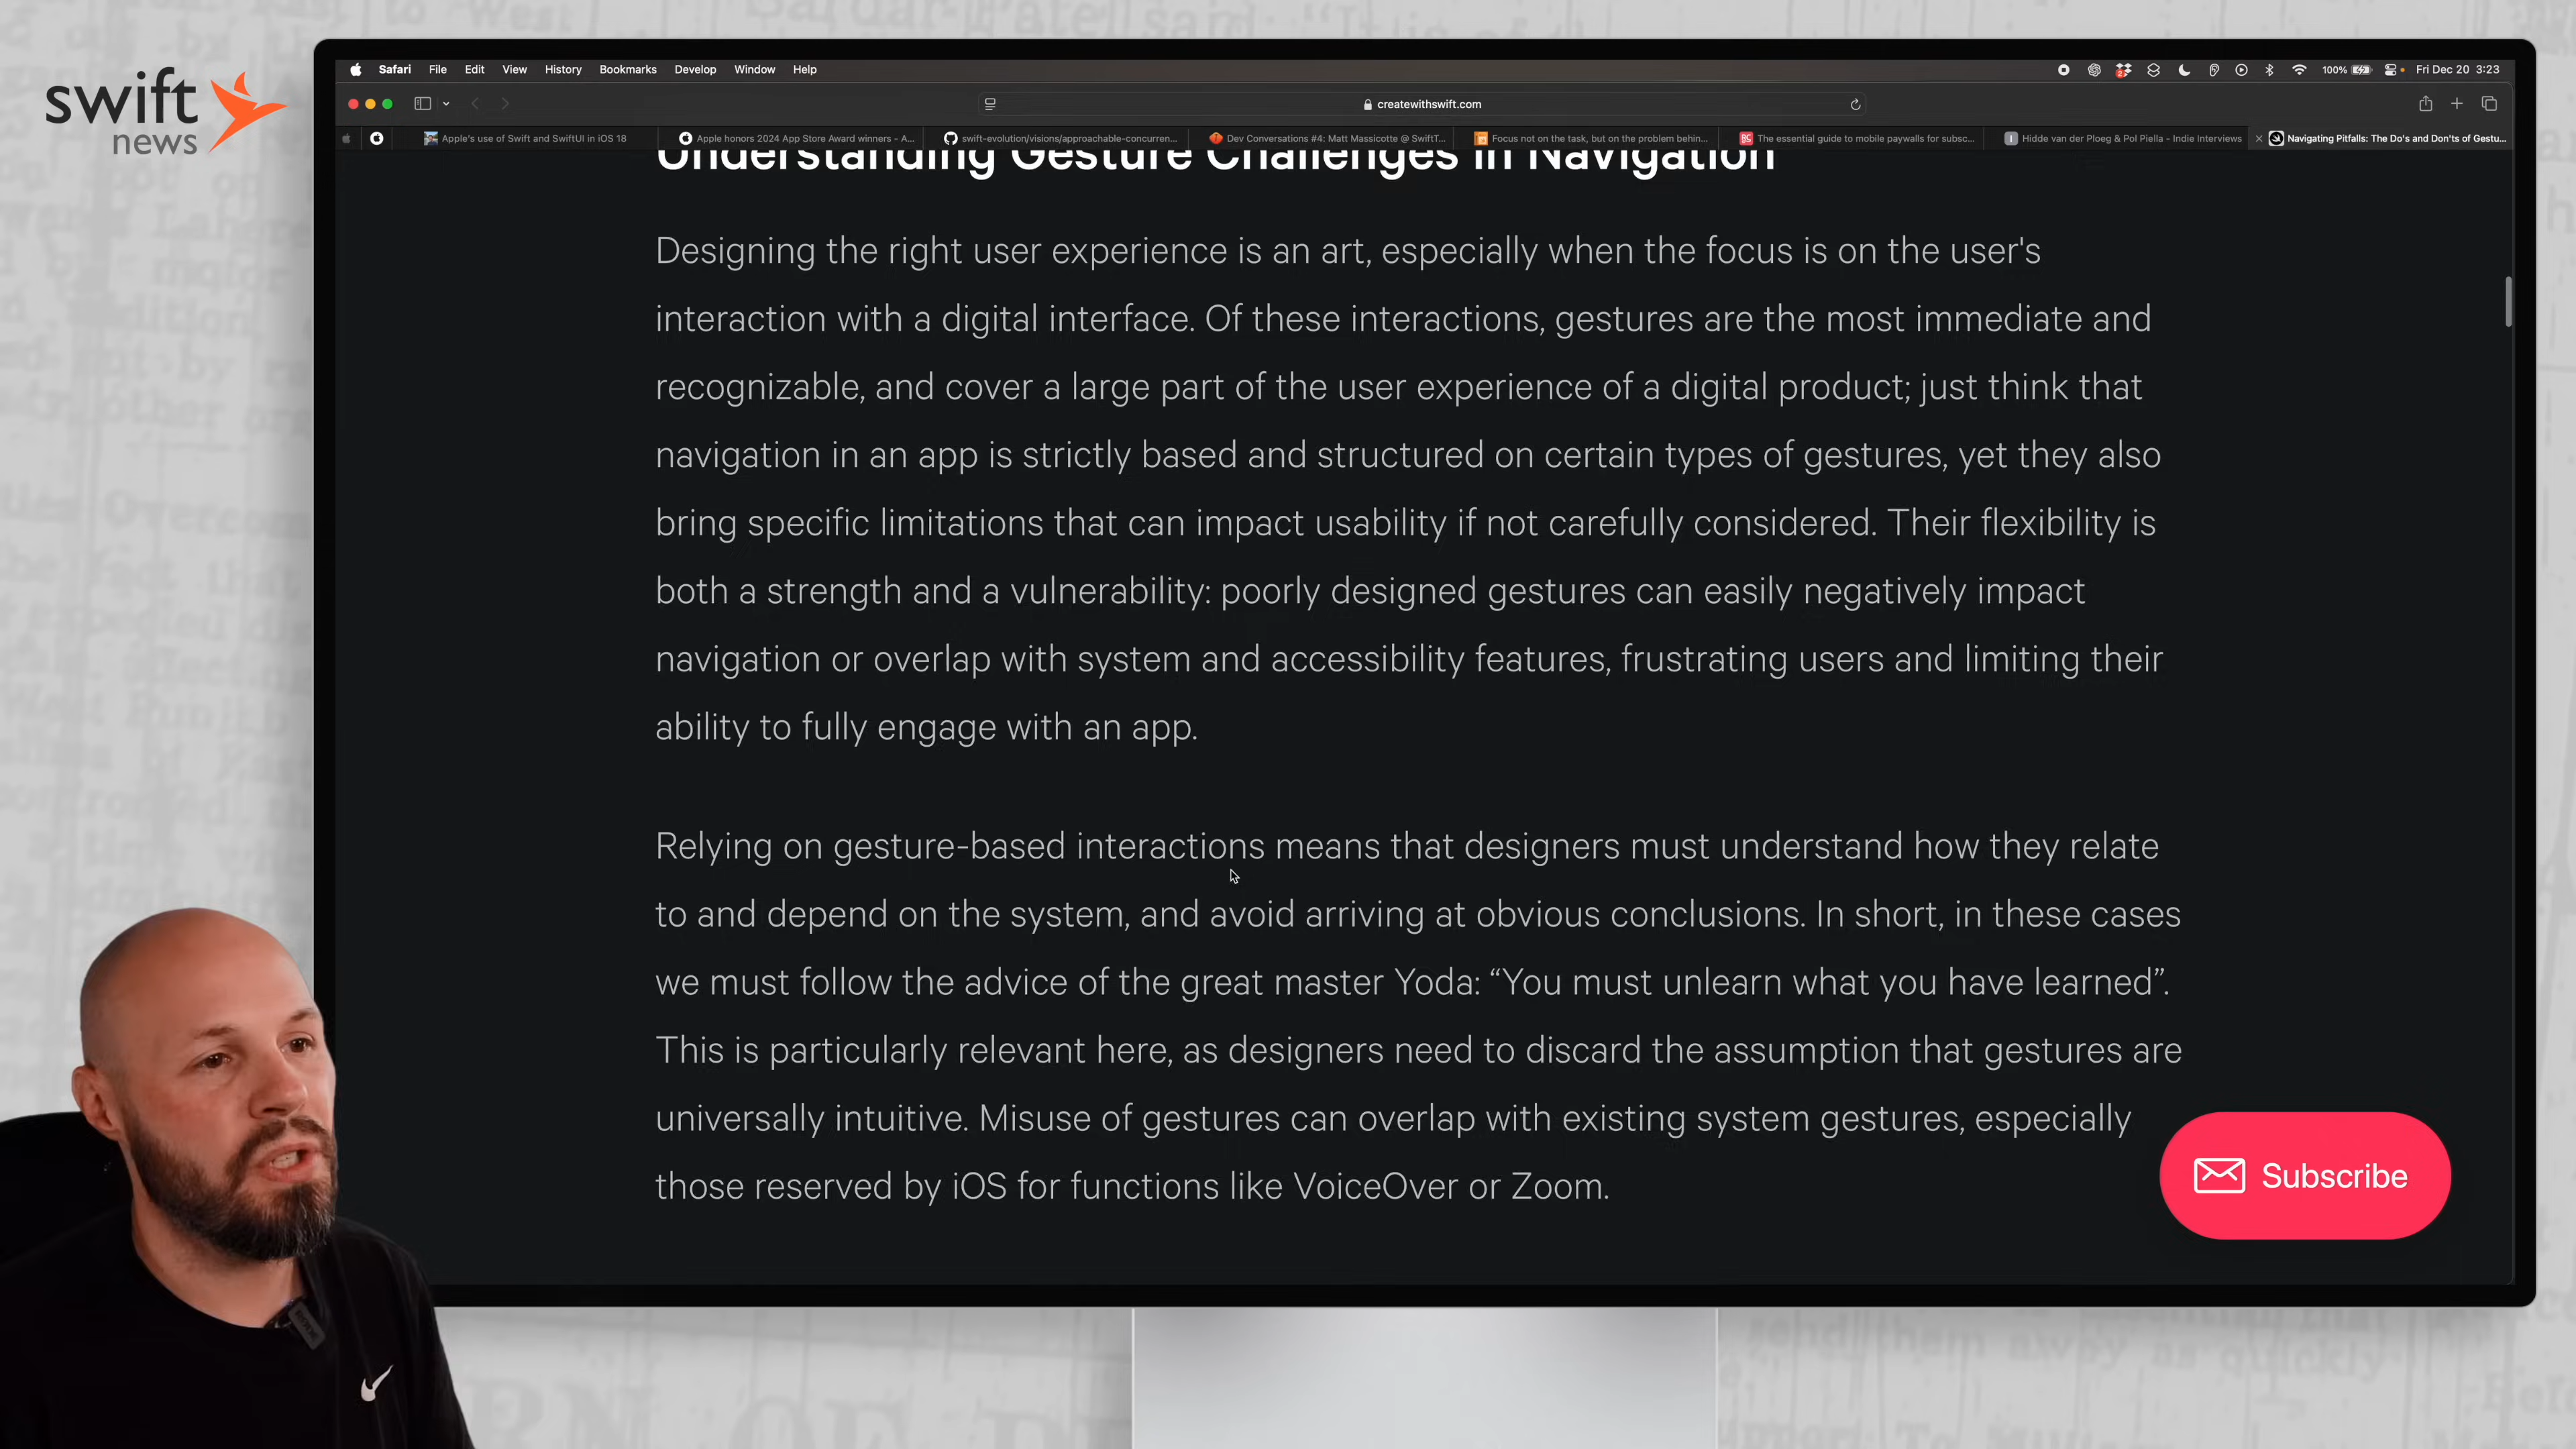 swift
news
Safari File Edit View History Bookmarks Develop Window Help
100% Fri Dec 20 3:23
createwithswift.com
Apple's use of Swift and SwiftUI in iOS 18
Apple honors 2024 App Store Award winners - A...
swift-evolution/visions/approachable-concurren...
Dev Conversations #4: Matt Massicotte @ SwiftT...
Focus not on the task, but on the problem behin...
The essential guide to mobile paywalls for subsc...
Hidde van der Ploeg & Pol Piella - Indie Interviews
Navigating Pitfalls: The Do's and Don'ts of Gestu...
Understanding Gesture Challenges in Navigation
Designing the right user experience is an art, especially when the focus is on the user's
interaction with a digital interface. Of these interactions, gestures are the most immediate and
recognizable, and cover a large part of the user experience of a digital product; just think that
navigation in an app is strictly based and structured on certain types of gestures, yet they also
bring specific limitations that can impact usability if not carefully considered. Their flexibility is
both a strength and a vulnerability: poorly designed gestures can easily negatively impact
navigation or overlap with system and accessibility features, frustrating users and limiting their
ability to fully engage with an app.
Relying on gesture-based interactions means that designers must understand how they relate
to and depend on the system, and avoid arriving at obvious conclusions. In short, in these cases
we must follow the advice of the great master Yoda: “You must unlearn what you have learned”.
This is particularly relevant here, as designers need to discard the assumption that gestures are
universally intuitive. Misuse of gestures can overlap with existing system gestures, especially
those reserved by iOS for functions like VoiceOver or Zoom.
Subscribe